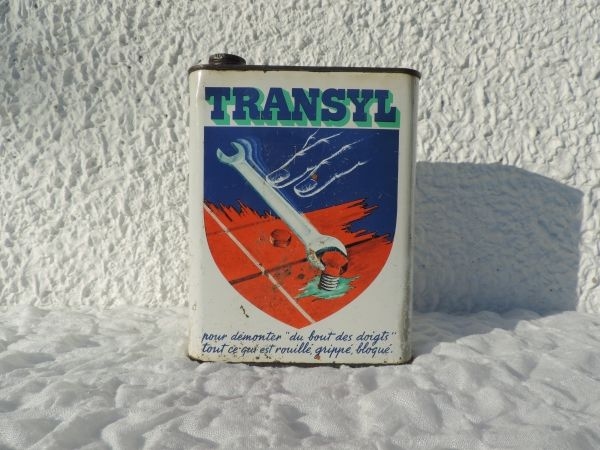 TRANSYL
pour démonter "du bout des doigts"
tout ce qui est rouillé, grippé, bloqué.